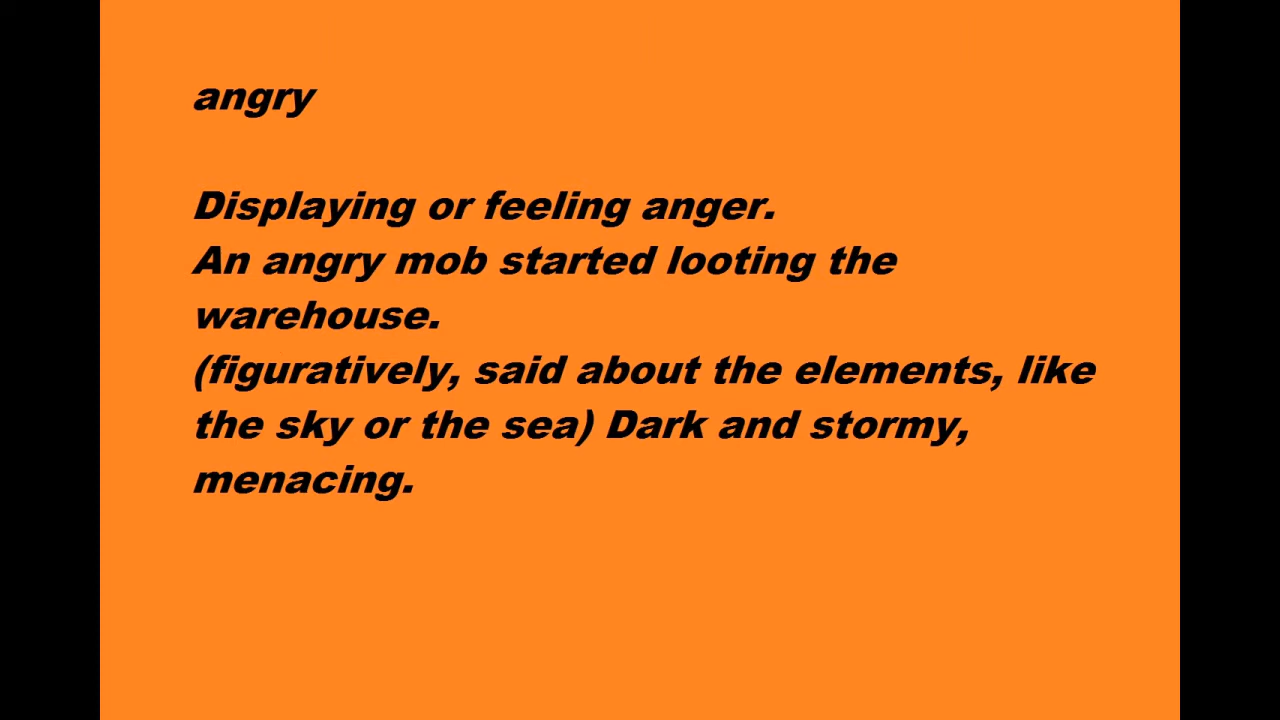 angry
Displaying or feeling anger.
An angry mob started looting the
warehouse.
(figuratively, said about the elements, like
the sky or the sea) Dark and stormy,
menacing.